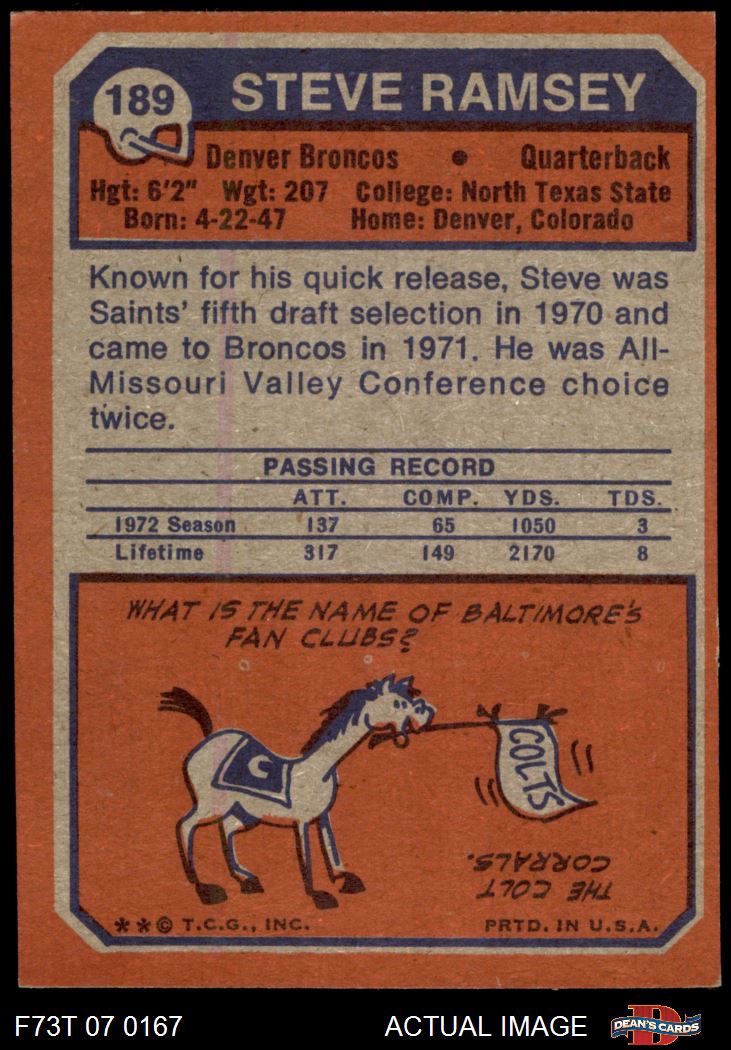 189
STEVE RAMSEY
Denver Broncos • Quarterback
Hgt: 6'2" Wgt: 207 College: North Texas State
Born: 4-22-47 Home: Denver, Colorado
Known for his quick release, Steve was
Saints' fifth draft selection in 1970 and
came to Broncos in 1971. He was All-
Missouri Valley Conference choice
twice.
PASSING RECORD
ATT. COMP. YDS. TDS.
1972 Season 137 65 1050 3
Lifetime 317 149 2170 8
WHAT IS THE NAME OF BALTIMORE'S
FAN CLUBS?
C
COLTS
THE COLT
CORRALS.
**© T.C.G., INC. PRTD. IN U.S.A.
F73T 07 0167 ACTUAL IMAGE
D
DEAN'S CARDS